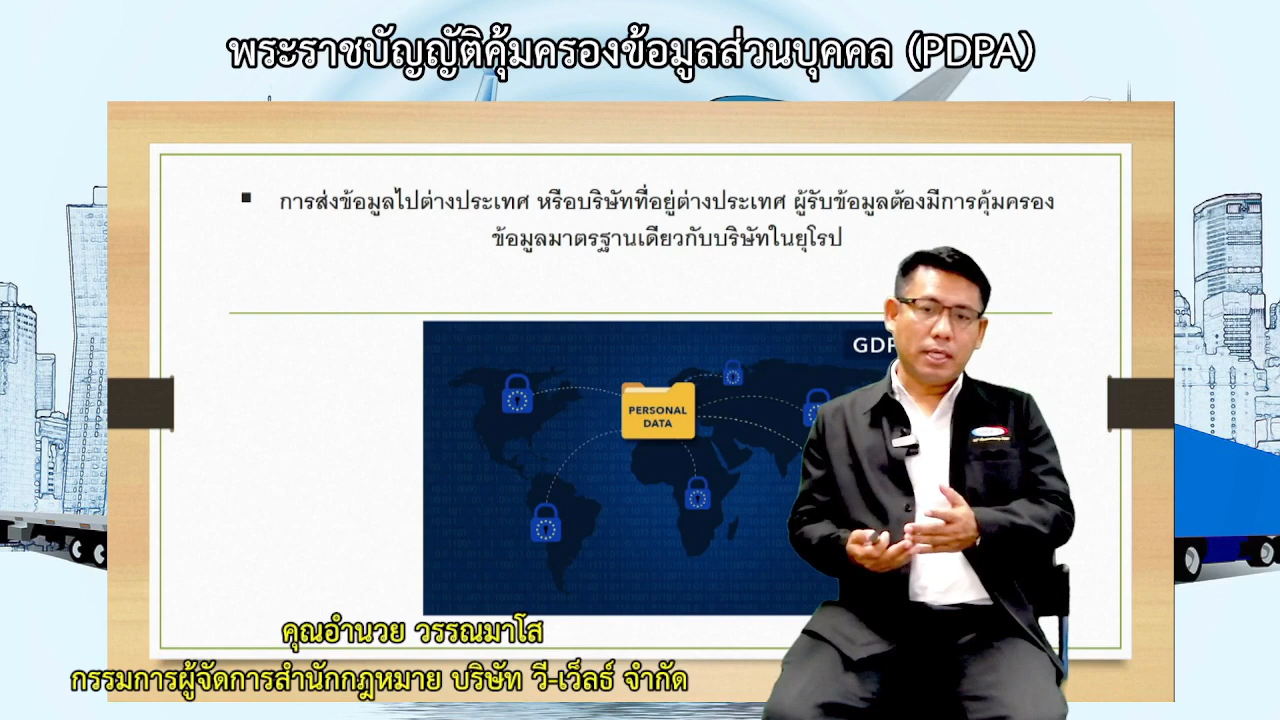 พระราชบัญญัติคุ้มครองข้อมูลส่วนบุคคล (PDPA)
▪ การส่งข้อมูลไปต่างประเทศ หรือบริษัทที่อยู่ต่างประเทศ ผู้รับข้อมูลต้องมีการคุ้มครอง
ข้อมูลมาตรฐานเดียวกับบริษัทในยุโรป
GDP
PERSONAL
DATA
คุณอำนวย วรรณมาโส
กรรมการผู้จัดการสำนักกฎหมาย บริษัท วี-เว็ลธ์ จำกัด